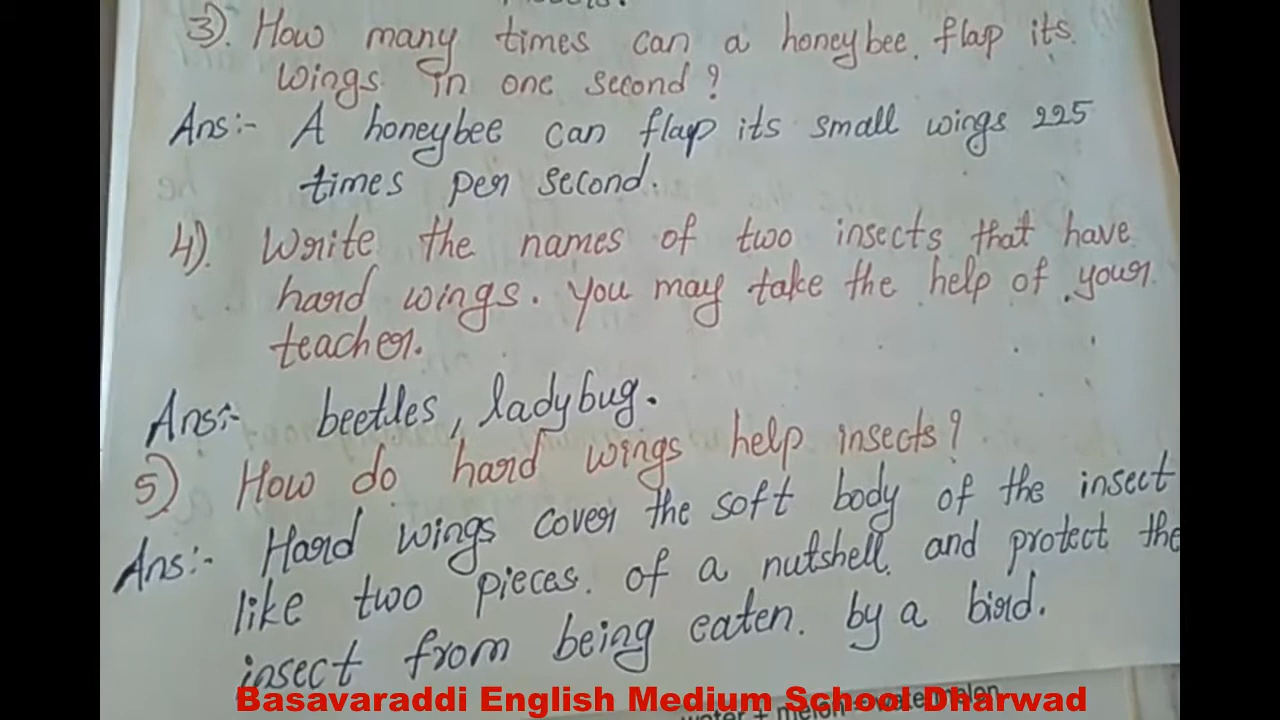 3). How many times can a honeybee. flap its
wings in one second?
Ans:- A honeybee can flap its small wings 225
times per second.
4). Write the names of two insects that have
hard wings. You may take the help of your
teacher.
Ans:- beetles, ladybug.
5) How do hard wings help insects?
Ans:- Hard wings cover the soft body of the insect
like two pieces. of a nutshell. and protect the
insect from being eaten. by a bird.
Basavaraddi English Medium School Dharwad